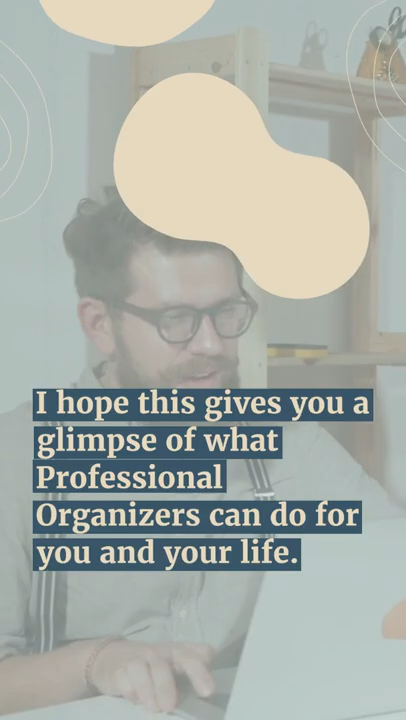 I hope this gives you a
glimpse of what
Professional
Organizers can do for
you and your life.